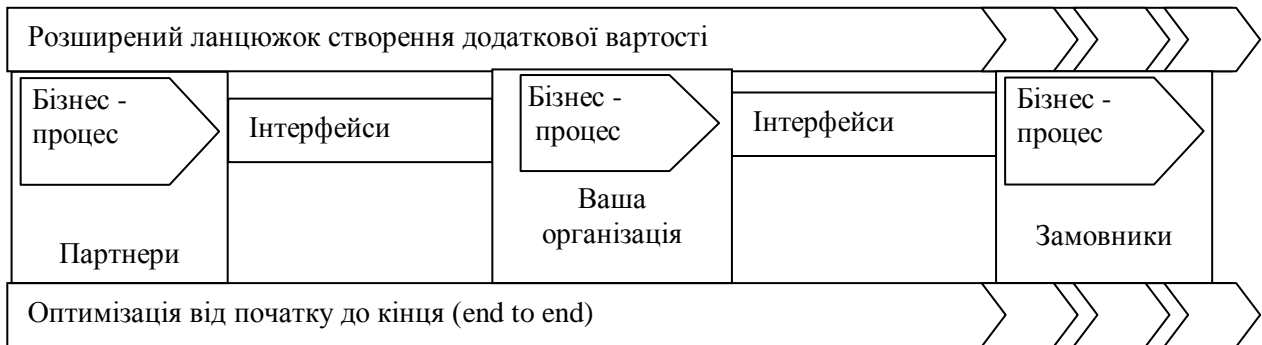 Розширений ланцюжок створення додаткової вартості
Бізнес -
процес
Партнери
Інтерфейси
Бізнес -
процес
Ваша
організація
Інтерфейси
Бізнес -
процес
Замовники
Оптимізація від початку до кінця (end to end)